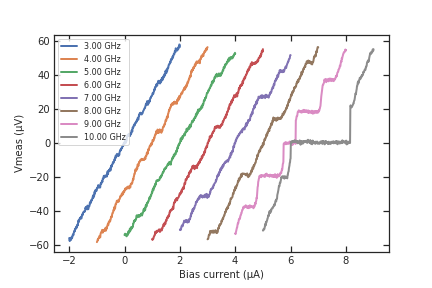 60
40
20
0
−20
−40
−60
Vmeas (μV)
3.00 GHz
4.00 GHz
5.00 GHz
6.00 GHz
7.00 GHz
8.00 GHz
9.00 GHz
10.00 GHz
−2
0
2
4
6
8
Bias current (μA)